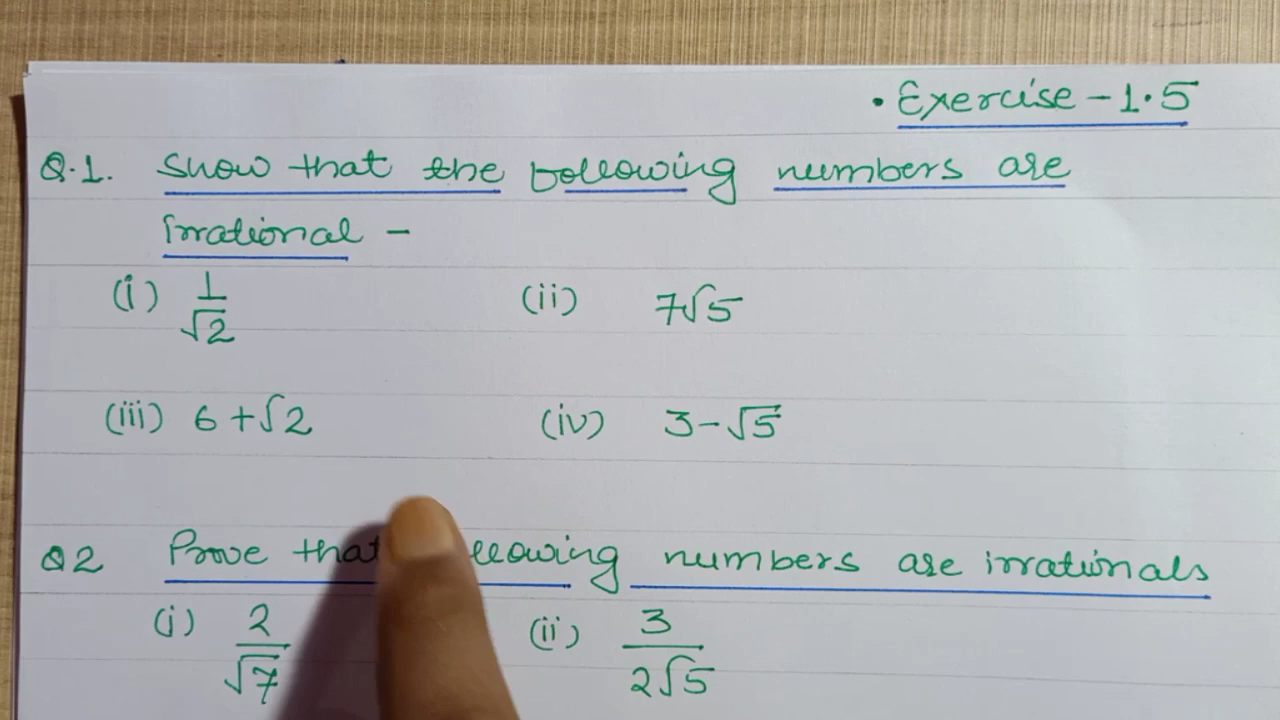 • Exercise - 1.5
Q.1. Show that the following numbers are
irrational -
(i) 1/√2 (ii) 7√5
(iii) 6+√2 (iv) 3-√5
Q2 Prove that llowing numbers are irrationals
(i) 2/√7 (ii) 3/2√5